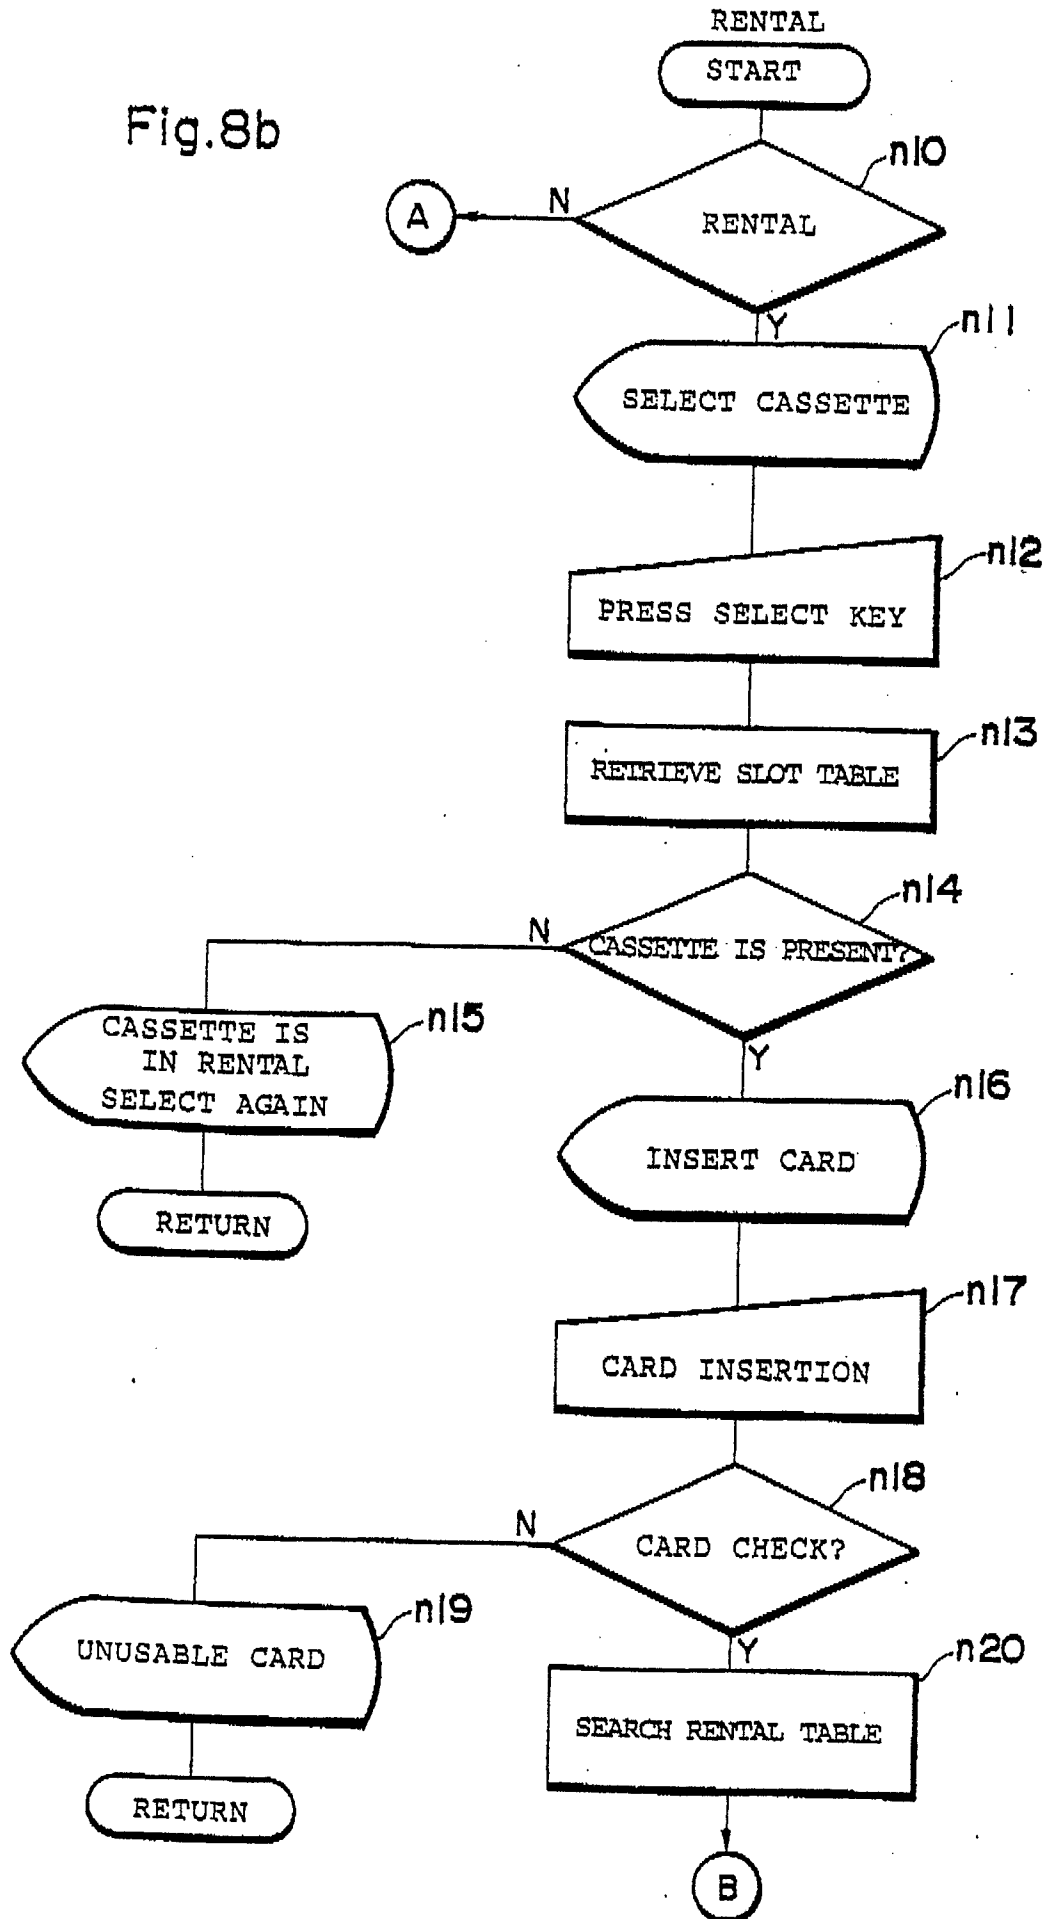 RENTAL
START
Fig.8b
n10
N
A
RENTAL
Y
n11
SELECT CASSETTE
n12
PRESS SELECT KEY
n13
RETRIEVE SLOT TABLE
n14
N
CASSETTE IS PRESENT?
n15
CASSETTE IS
IN RENTAL
SELECT AGAIN
Y
n16
INSERT CARD
RETURN
n17
CARD INSERTION
n18
N
CARD CHECK?
n19
UNUSABLE CARD
Y
n20
SEARCH RENTAL TABLE
RETURN
B